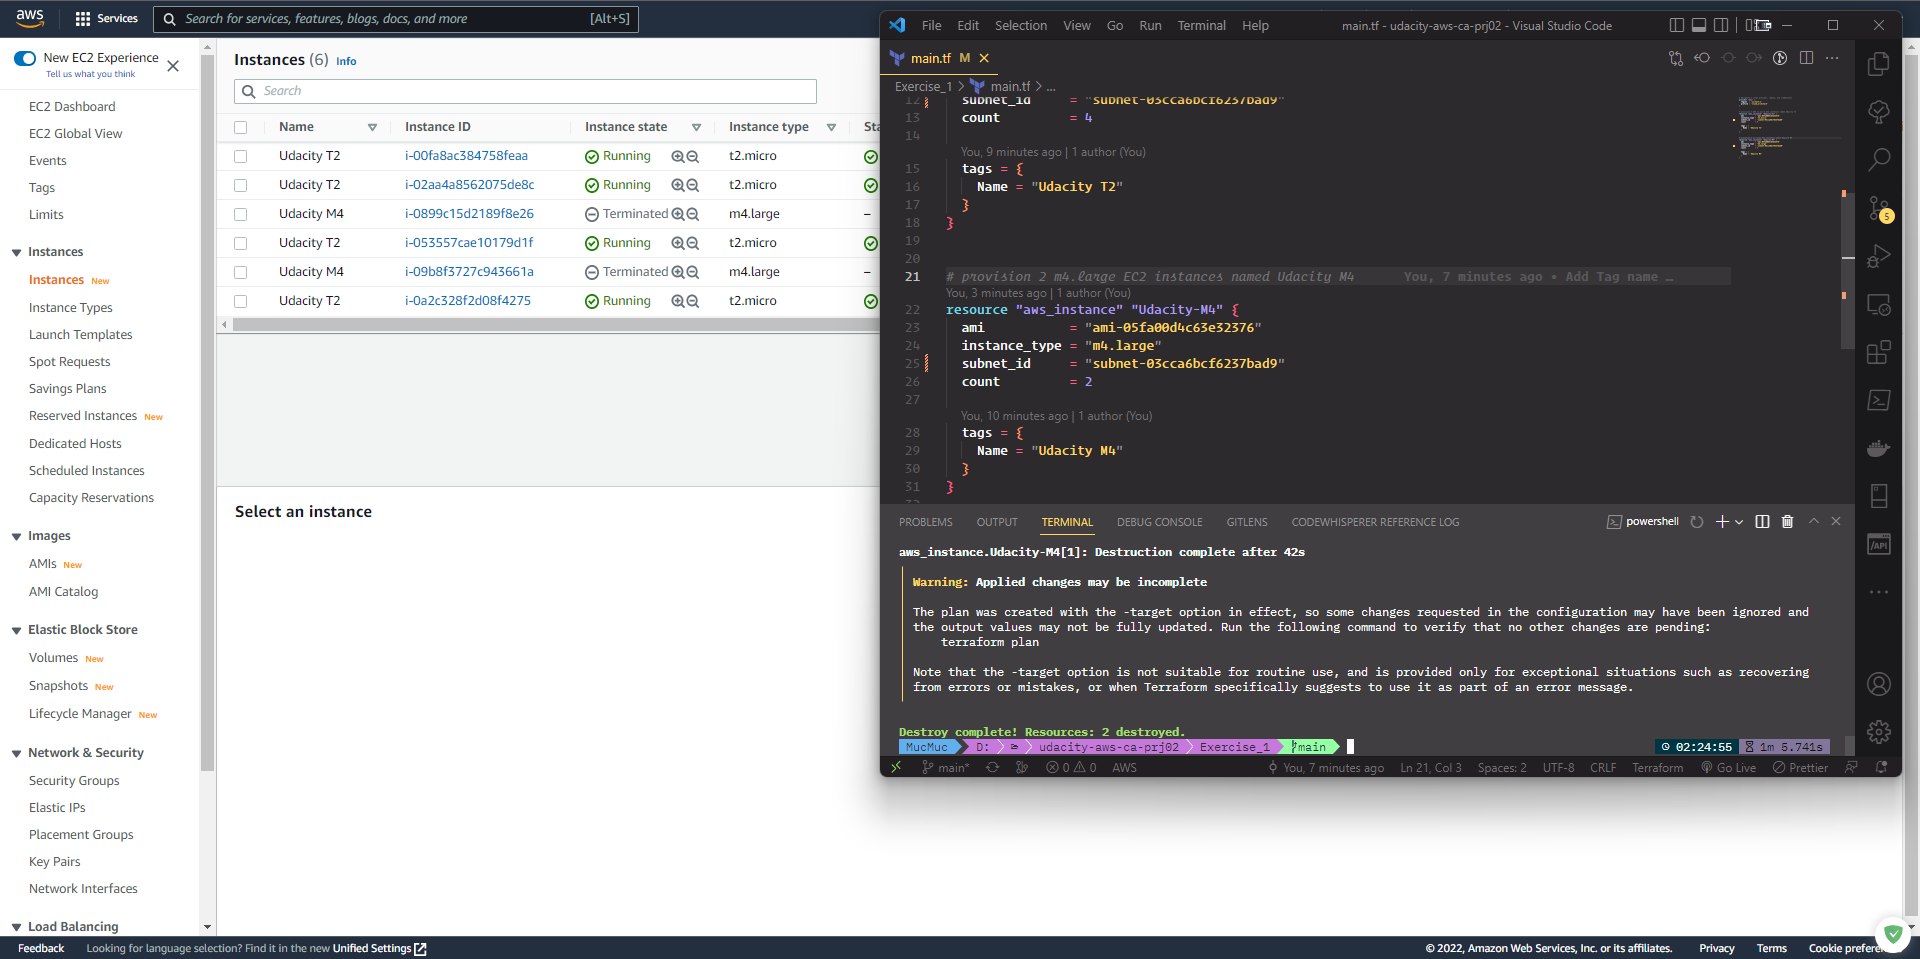 aws
Services
Search for services, features, blogs, docs, and more
[Alt+S]
New EC2 Experience
Tell us what you think
EC2 Dashboard
EC2 Global View
Events
Tags
Limits
Instances
Instances New
Instance Types
Launch Templates
Spot Requests
Savings Plans
Reserved Instances New
Dedicated Hosts
Scheduled Instances
Capacity Reservations
Images
AMIs New
AMI Catalog
Elastic Block Store
Volumes New
Snapshots New
Lifecycle Manager New
Network & Security
Security Groups
Elastic IPs
Placement Groups
Key Pairs
Network Interfaces
Load Balancing
Instances (6) Info
Search
Name Instance ID Instance state Instance type Sta
Udacity T2 i-00fa8ac384758feaa Running t2.micro
Udacity T2 i-02aa4a8562075de8c Running t2.micro
Udacity M4 i-0899c15d2189f8e26 Terminated m4.large –
Udacity T2 i-053557cae10179d1f Running t2.micro
Udacity M4 i-09b8f3727c943661a Terminated m4.large –
Udacity T2 i-0a2c328f2d08f4275 Running t2.micro
Select an instance
File Edit Selection View Go Run Terminal Help
main.tf - udacity-aws-ca-prj02 - Visual Studio Code
main.tf M
Exercise_1 > main.tf > ...
12 subnet_id = "subnet-03cca6bcf6237bad9"
13 count = 4
14
You, 9 minutes ago | 1 author (You)
15 tags = {
16 Name = "Udacity T2"
17 }
18 }
19
20
21 # provision 2 m4.large EC2 instances named Udacity M4 You, 7 minutes ago • Add Tag name …
You, 3 minutes ago | 1 author (You)
22 resource "aws_instance" "Udacity-M4" {
23 ami = "ami-05fa00d4c63e32376"
24 instance_type = "m4.large"
25 subnet_id = "subnet-03cca6bcf6237bad9"
26 count = 2
27
You, 10 minutes ago | 1 author (You)
28 tags = {
29 Name = "Udacity M4"
30 }
31 }
5
PROBLEMS OUTPUT TERMINAL DEBUG CONSOLE GITLENS CODEWHISPERER REFERENCE LOG
powershell
aws_instance.Udacity-M4[1]: Destruction complete after 42s
Warning: Applied changes may be incomplete
The plan was created with the -target option in effect, so some changes requested in the configuration may have been ignored and
the output values may not be fully updated. Run the following command to verify that no other changes are pending:
terraform plan
Note that the -target option is not suitable for routine use, and is provided only for exceptional situations such as recovering
from errors or mistakes, or when Terraform specifically suggests to use it as part of an error message.
Destroy complete! Resources: 2 destroyed.
MucMuc D: udacity-aws-ca-prj02 Exercise_1 main
02:24:55 1m 5.741s
main* 0 0 AWS
You, 7 minutes ago Ln 21, Col 3 Spaces: 2 UTF-8 CRLF Terraform Go Live Prettier
/API
Feedback Looking for language selection? Find it in the new Unified Settings
© 2022, Amazon Web Services, Inc. or its affiliates. Privacy Terms Cookie prefere